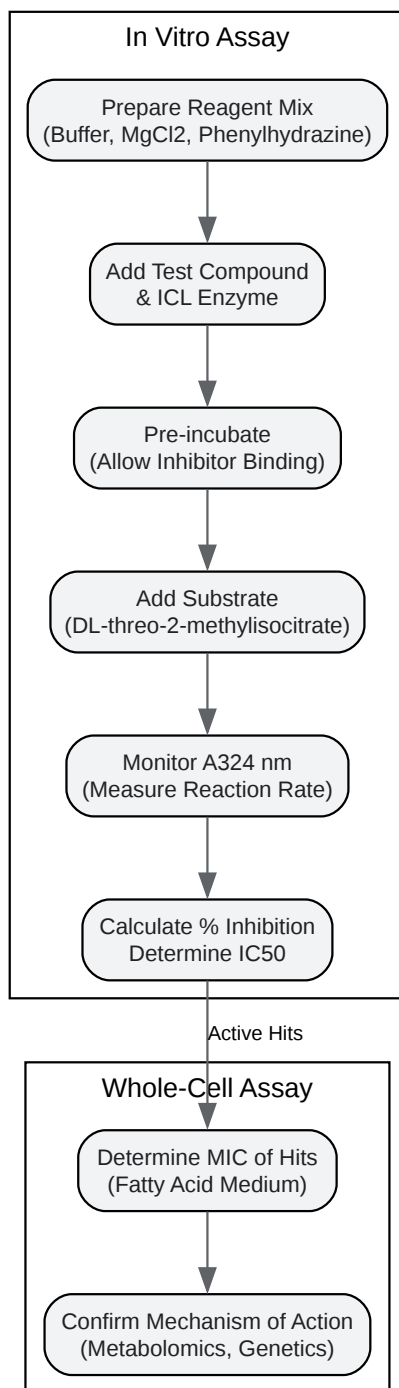 In Vitro Assay
Prepare Reagent Mix
(Buffer, MgCl2, Phenylhydrazine)
Add Test Compound
& ICL Enzyme
Pre-incubate
(Allow Inhibitor Binding)
Add Substrate
(DL-threo-2-methylisocitrate)
Monitor A324 nm
(Measure Reaction Rate)
Calculate % Inhibition
Determine IC50
Active Hits
Whole-Cell Assay
Determine MIC of Hits
(Fatty Acid Medium)
Confirm Mechanism of Action
(Metabolomics, Genetics)